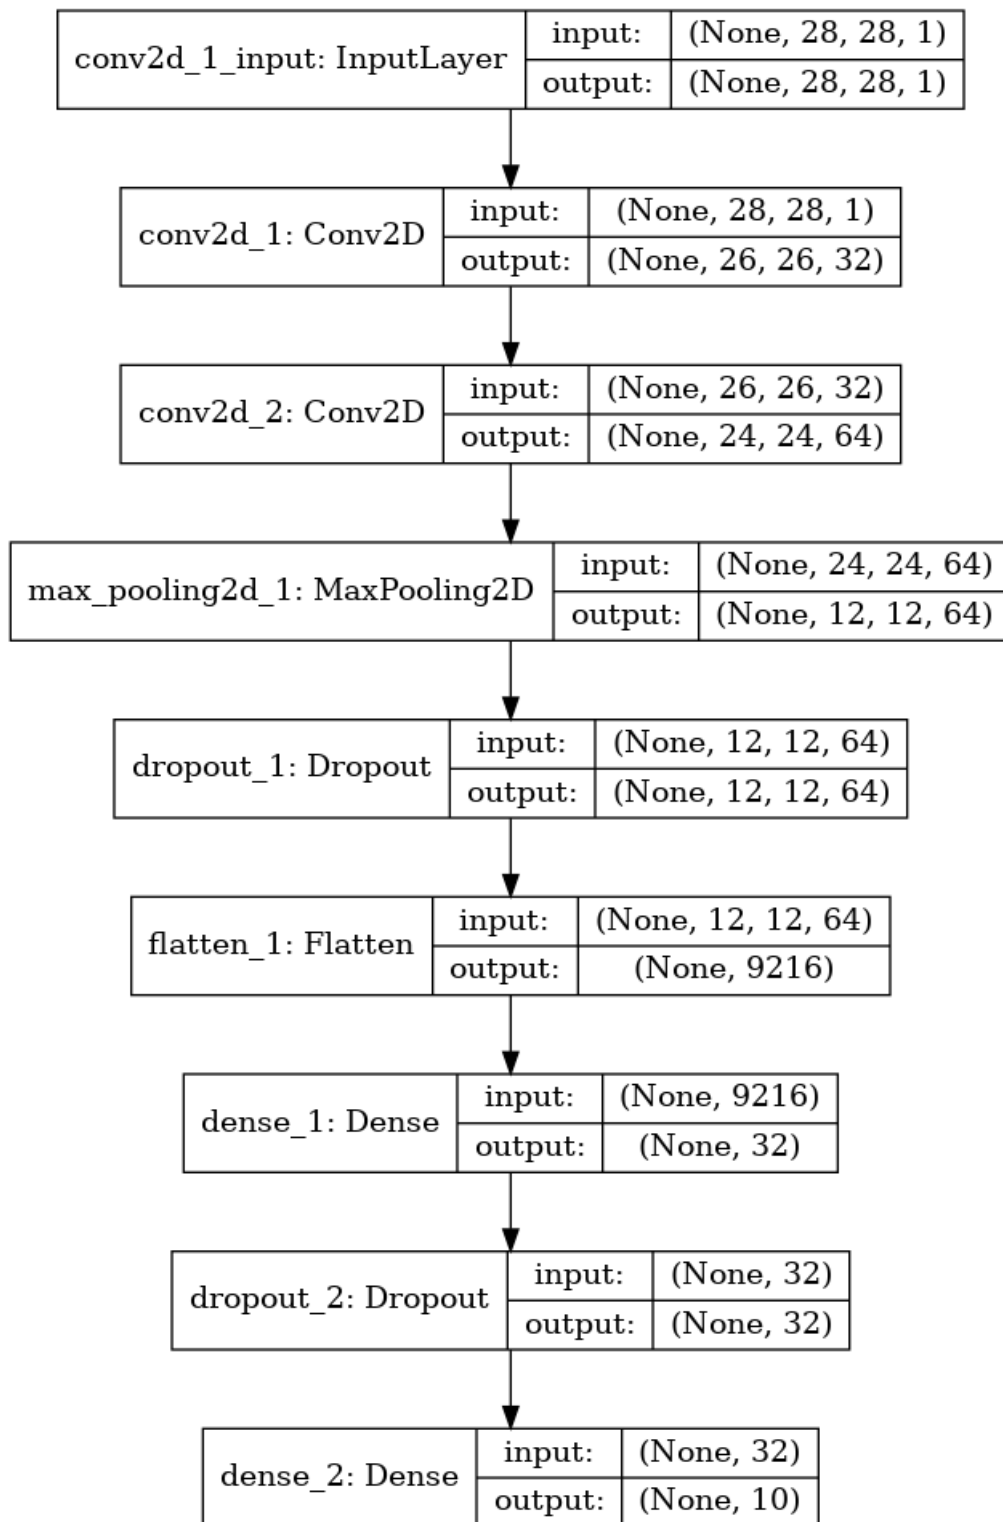 conv2d_1_input: InputLayer
input: (None, 28, 28, 1)
output: (None, 28, 28, 1)
conv2d_1: Conv2D
input: (None, 28, 28, 1)
output: (None, 26, 26, 32)
conv2d_2: Conv2D
input: (None, 26, 26, 32)
output: (None, 24, 24, 64)
max_pooling2d_1: MaxPooling2D
input: (None, 24, 24, 64)
output: (None, 12, 12, 64)
dropout_1: Dropout
input: (None, 12, 12, 64)
output: (None, 12, 12, 64)
flatten_1: Flatten
input: (None, 12, 12, 64)
output: (None, 9216)
dense_1: Dense
input: (None, 9216)
output: (None, 32)
dropout_2: Dropout
input: (None, 32)
output: (None, 32)
dense_2: Dense
input: (None, 32)
output: (None, 10)